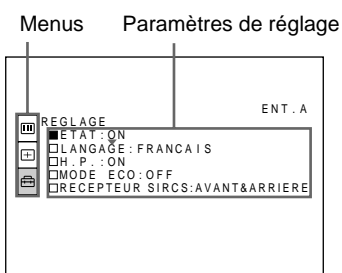 Menus Paramètres de réglage
ENT.A
REGLAGE
ETAT:ON
LANGAGE:FRANCAIS
H.P.:ON
MODE ECO:OFF
RECEPTEUR SIRCS:AVANT&ARRIERE